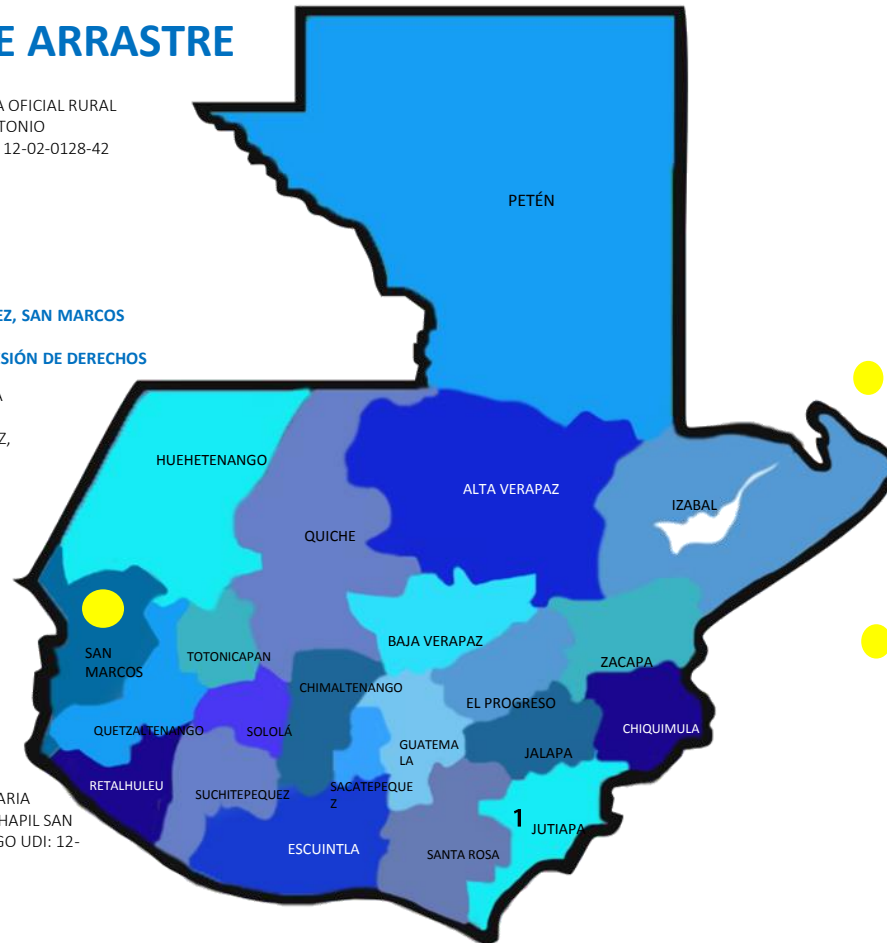 E ARRASTRE
A OFICIAL RURAL
TONIO
12-02-0128-42
PETÉN
EZ, SAN MARCOS
SIÓN DE DERECHOS
A
Z,
HUEHETENANGO
ALTA VERAPAZ
IZABAL
QUICHE
BAJA VERAPAZ
SAN
MARCOS
TOTONICAPAN
ZACAPA
CHIMALTENANGO
EL PROGRESO
QUETZALTENANGO
SOLOLÁ
CHIQUIMULA
GUATEMA
LA
JALAPA
RETALHULEU
SUCHITEPEQUEZ
SACATEPEQUE
Z
ARIA
HAPIL SAN
GO UDI: 12-
1
JUTIAPA
ESCUINTLA
SANTA ROSA